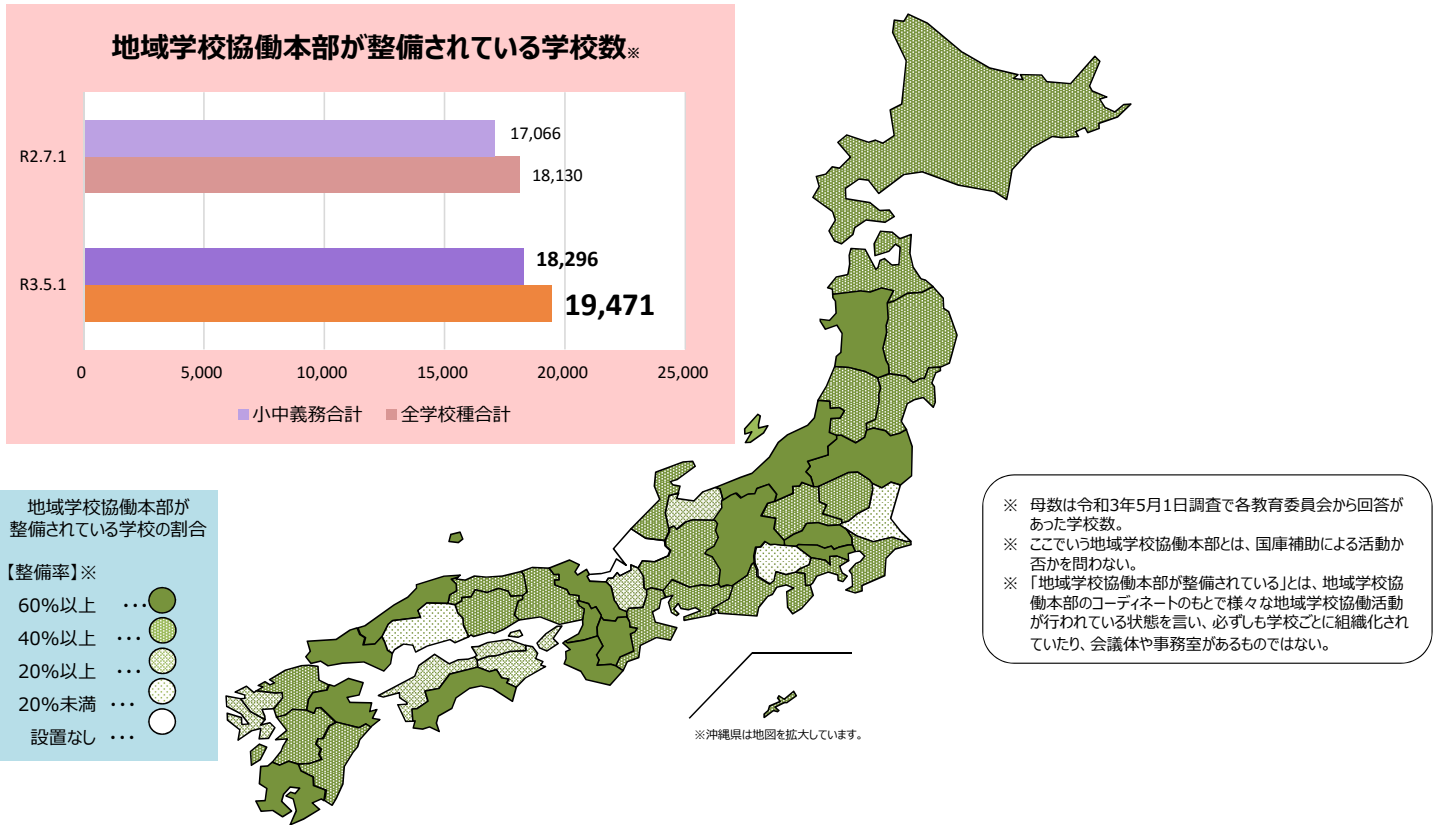 地域学校協働本部が整備されている学校数※
R2.7.1
17,066
18,130
R3.5.1
18,296
19,471
0 5,000 10,000 15,000 20,000 25,000
■小中義務合計 ■全学校種合計
地域学校協働本部が
整備されている学校の割合
【整備率】※
60%以上 ・・・
40%以上 ・・・
20%以上 ・・・
20%未満 ・・・
設置なし ・・・
※ 母数は令和3年5月1日調査で各教育委員会から回答が
あった学校数。
※ ここでいう地域学校協働本部とは、国庫補助による活動か
否かを問わない。
※ 「地域学校協働本部が整備されている」とは、地域学校協
働本部のコーディネートのもとで様々な地域学校協働活動
が行われている状態を言い、必ずしも学校ごとに組織化され
ていたり、会議体や事務室があるものではない。
※沖縄県は地図を拡大しています。